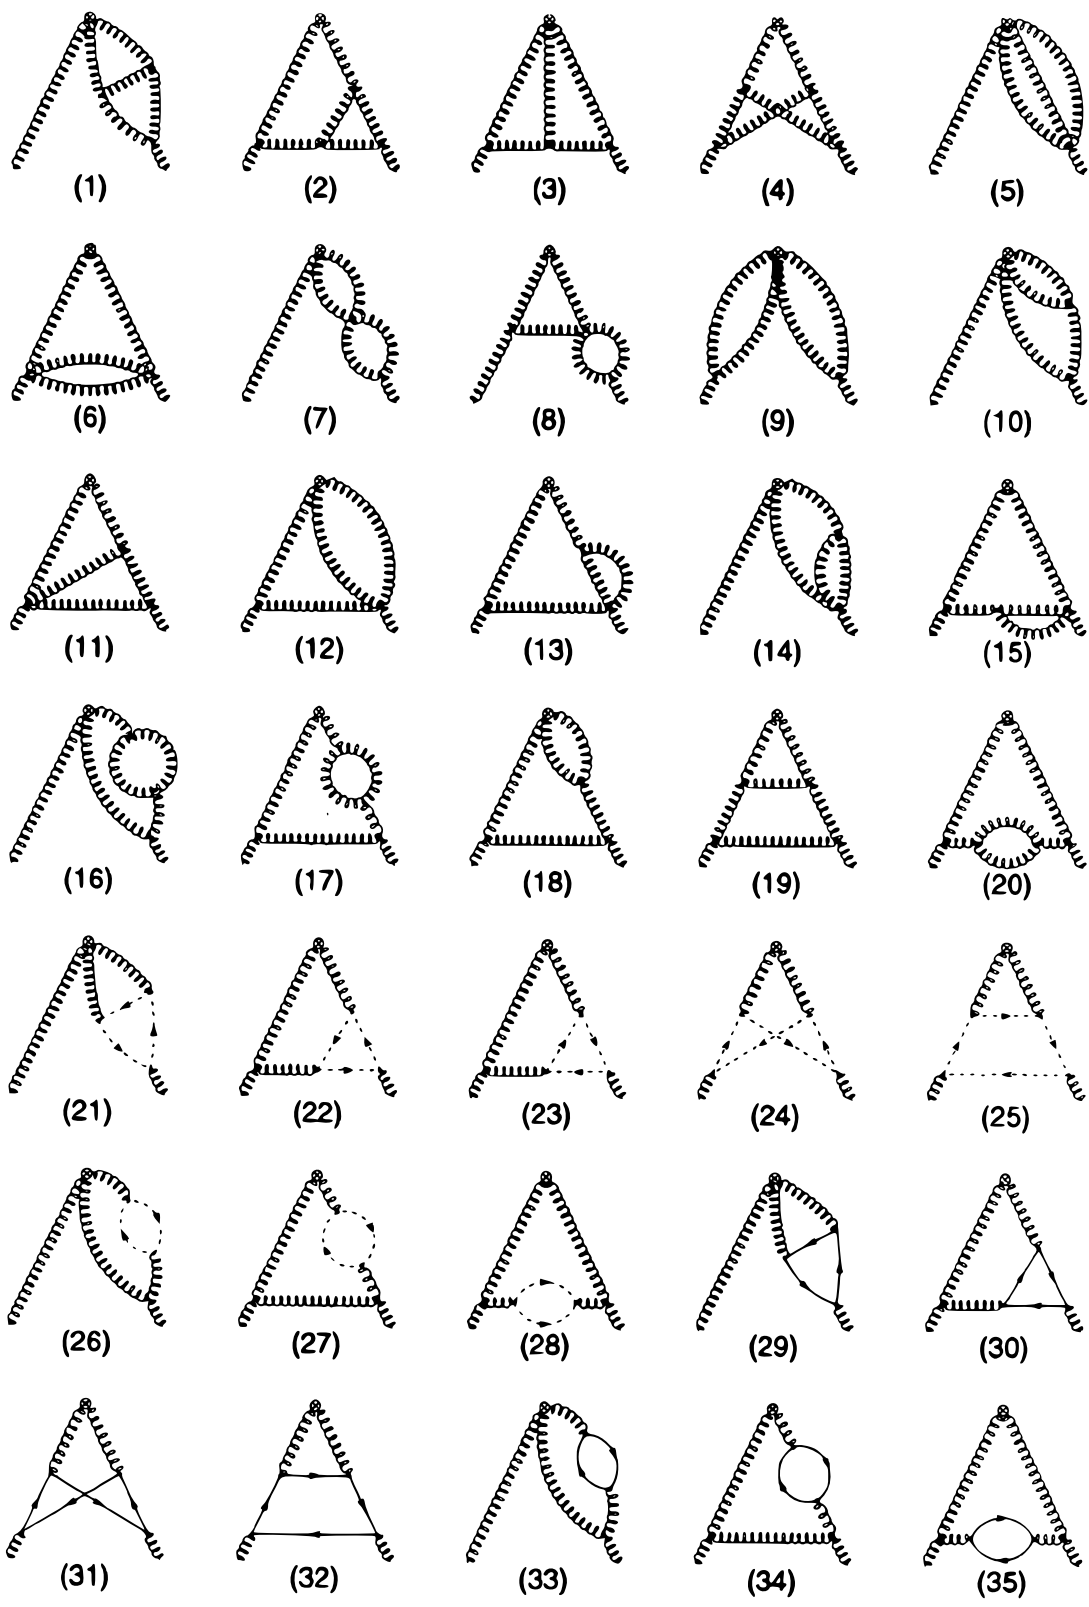 (1) (2) (3) (4) (5)
(6) (7) (8) (9) (10)
(11) (12) (13) (14) (15)
(16) (17) (18) (19) (20)
(21) (22) (23) (24) (25)
(26) (27) (28) (29) (30)
(31) (32) (33) (34) (35)